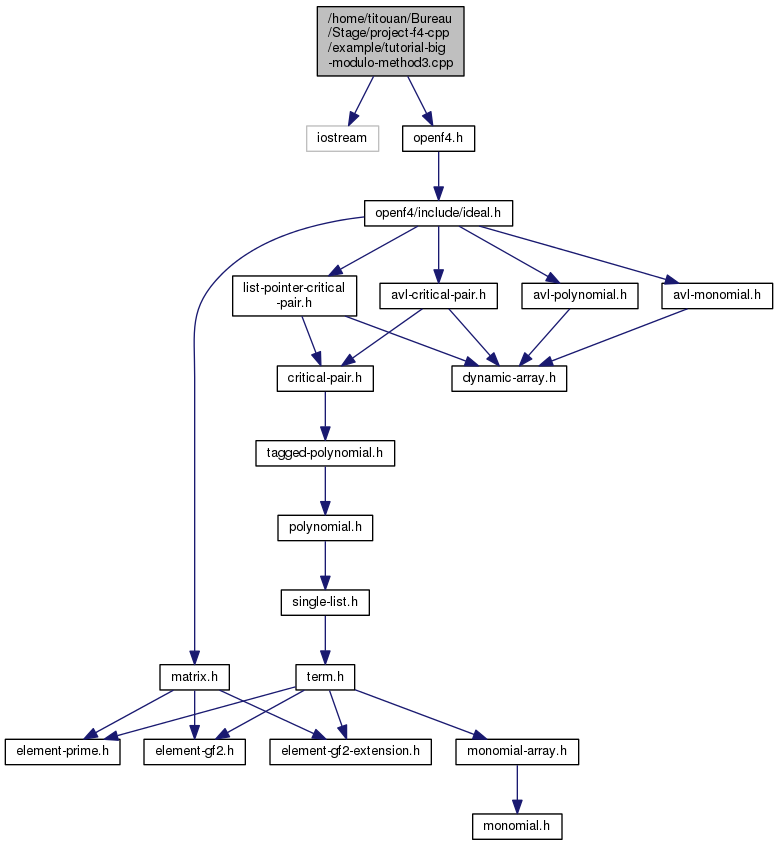 /home/titouan/Bureau
/Stage/project-f4-cpp
/example/tutorial-big
-modulo-method3.cpp
iostream
openf4.h
openf4/include/ideal.h
list-pointer-critical
-pair.h
avl-critical-pair.h
avl-polynomial.h
avl-monomial.h
critical-pair.h
dynamic-array.h
tagged-polynomial.h
polynomial.h
single-list.h
matrix.h
term.h
element-prime.h
element-gf2.h
element-gf2-extension.h
monomial-array.h
monomial.h